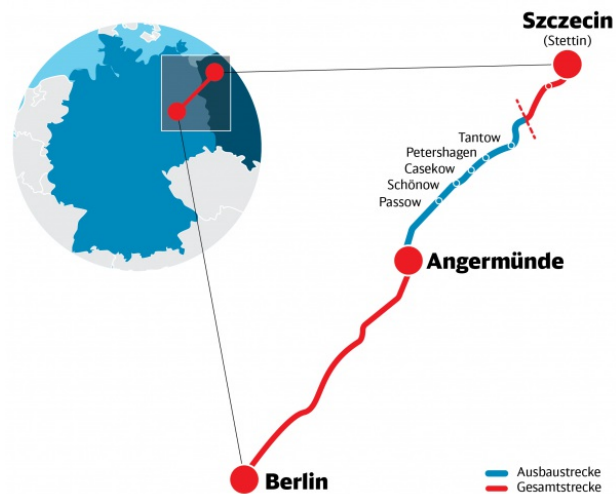 Szczecin
(Stettin)
Tantow
Petershagen
Casekow
Schönow
Passow
Angermünde
Berlin
Ausbaustrecke
Gesamtstrecke